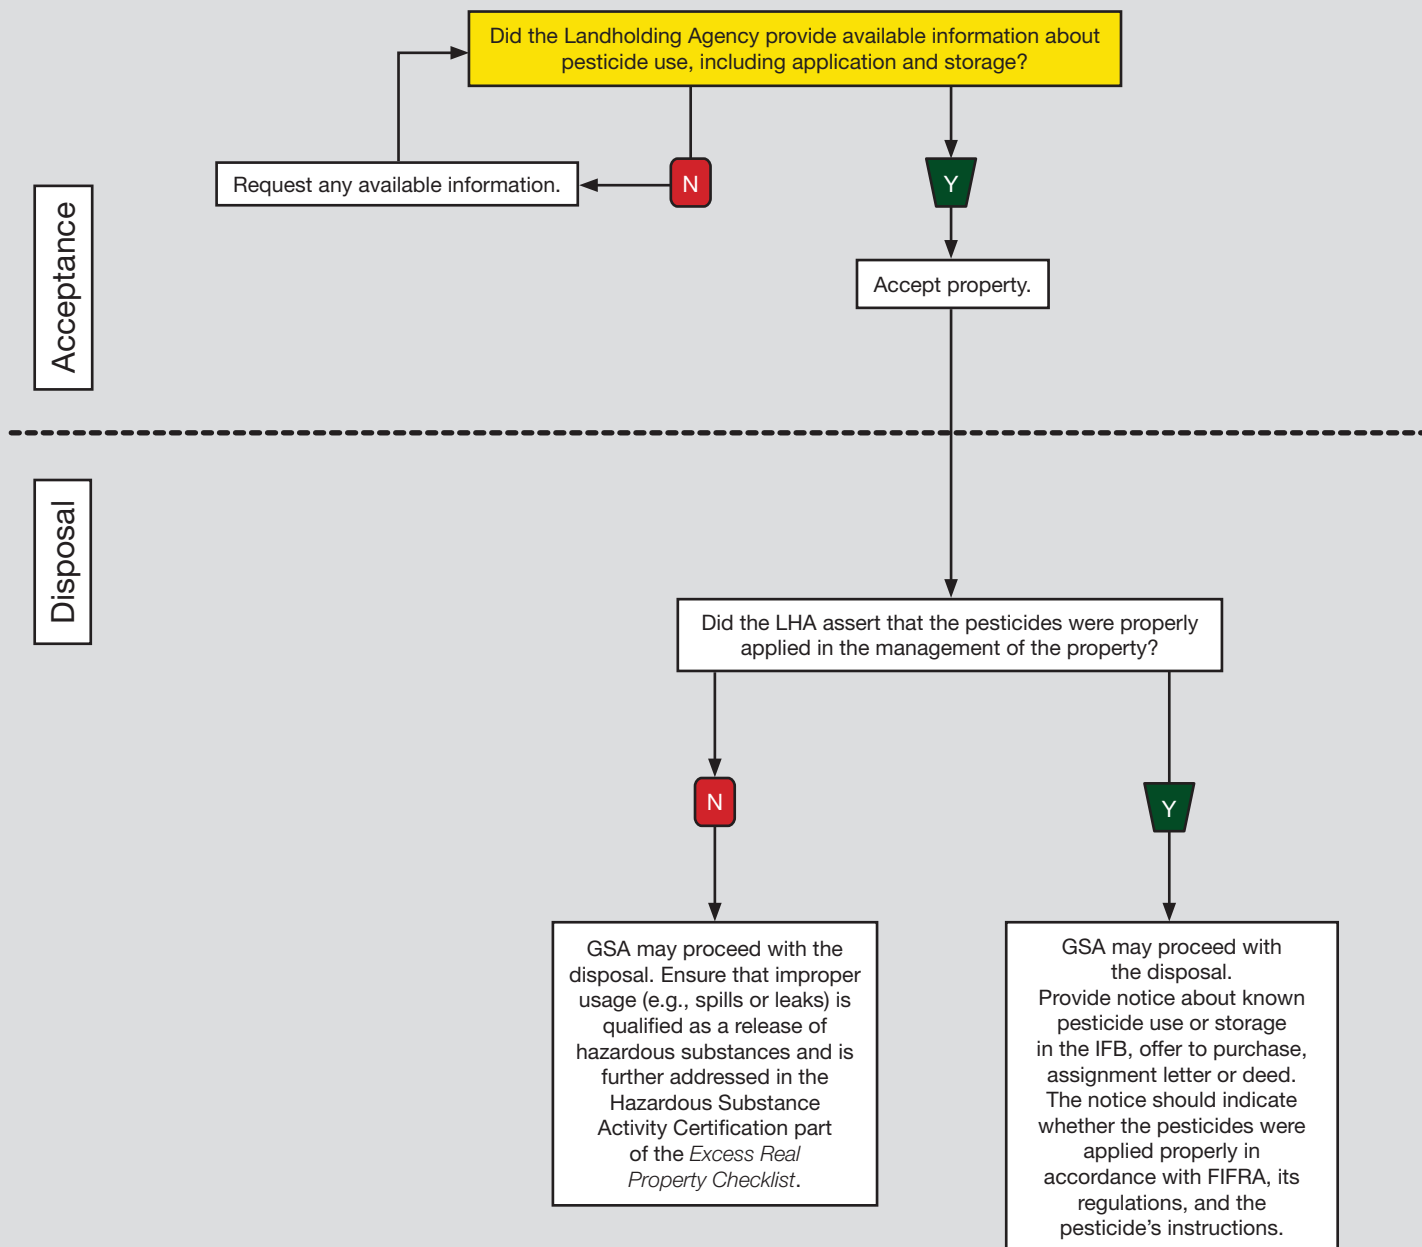 Did the Landholding Agency provide available information about
pesticide use, including application and storage?
Request any available information.
N
Y
Accept property.
Acceptance
Disposal
Did the LHA assert that the pesticides were properly
applied in the management of the property?
N
Y
GSA may proceed with the
disposal. Ensure that improper
usage (e.g., spills or leaks) is
qualified as a release of
hazardous substances and is
further addressed in the
Hazardous Substance
Activity Certification part
of the Excess Real
Property Checklist.
GSA may proceed with
the disposal.
Provide notice about known
pesticide use or storage
in the IFB, offer to purchase,
assignment letter or deed.
The notice should indicate
whether the pesticides were
applied properly in
accordance with FIFRA, its
regulations, and the
pesticide’s instructions.